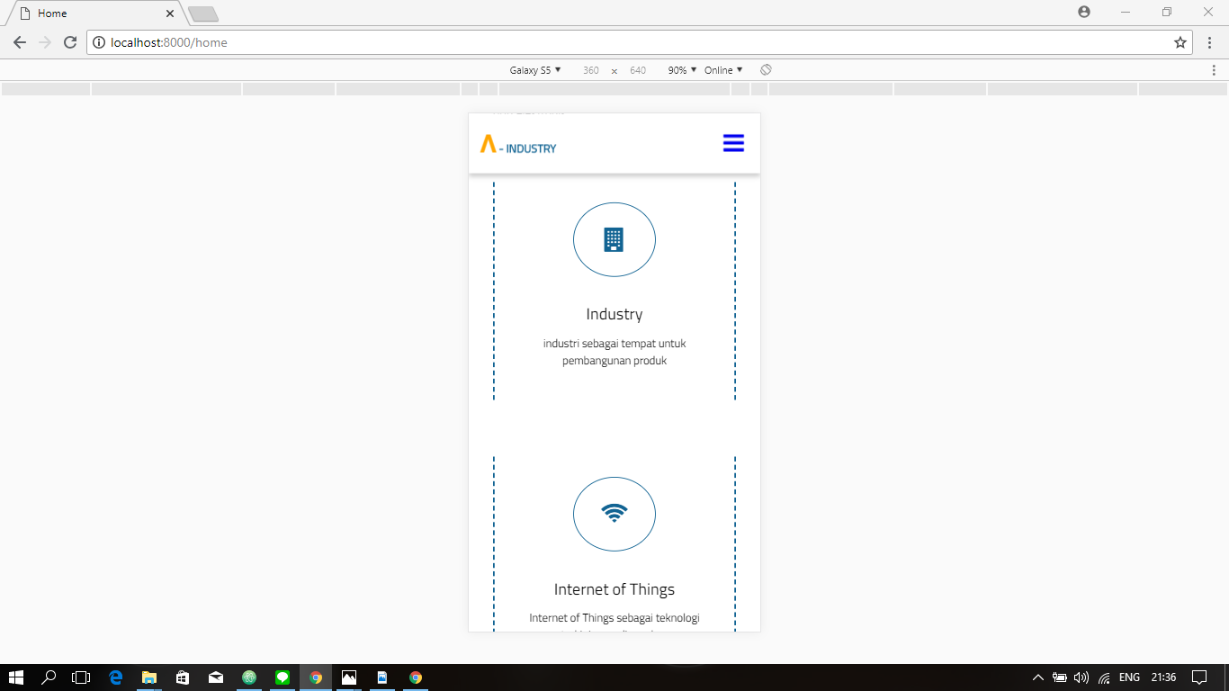 Home
localhost:8000/home
Galaxy S5 ▼ 360 x 640 90% ▼ Online ▼
Λ - INDUSTRY
Industry
industri sebagai tempat untuk
pembangunan produk
Internet of Things
Internet of Things sebagai teknologi
ENG 21:36